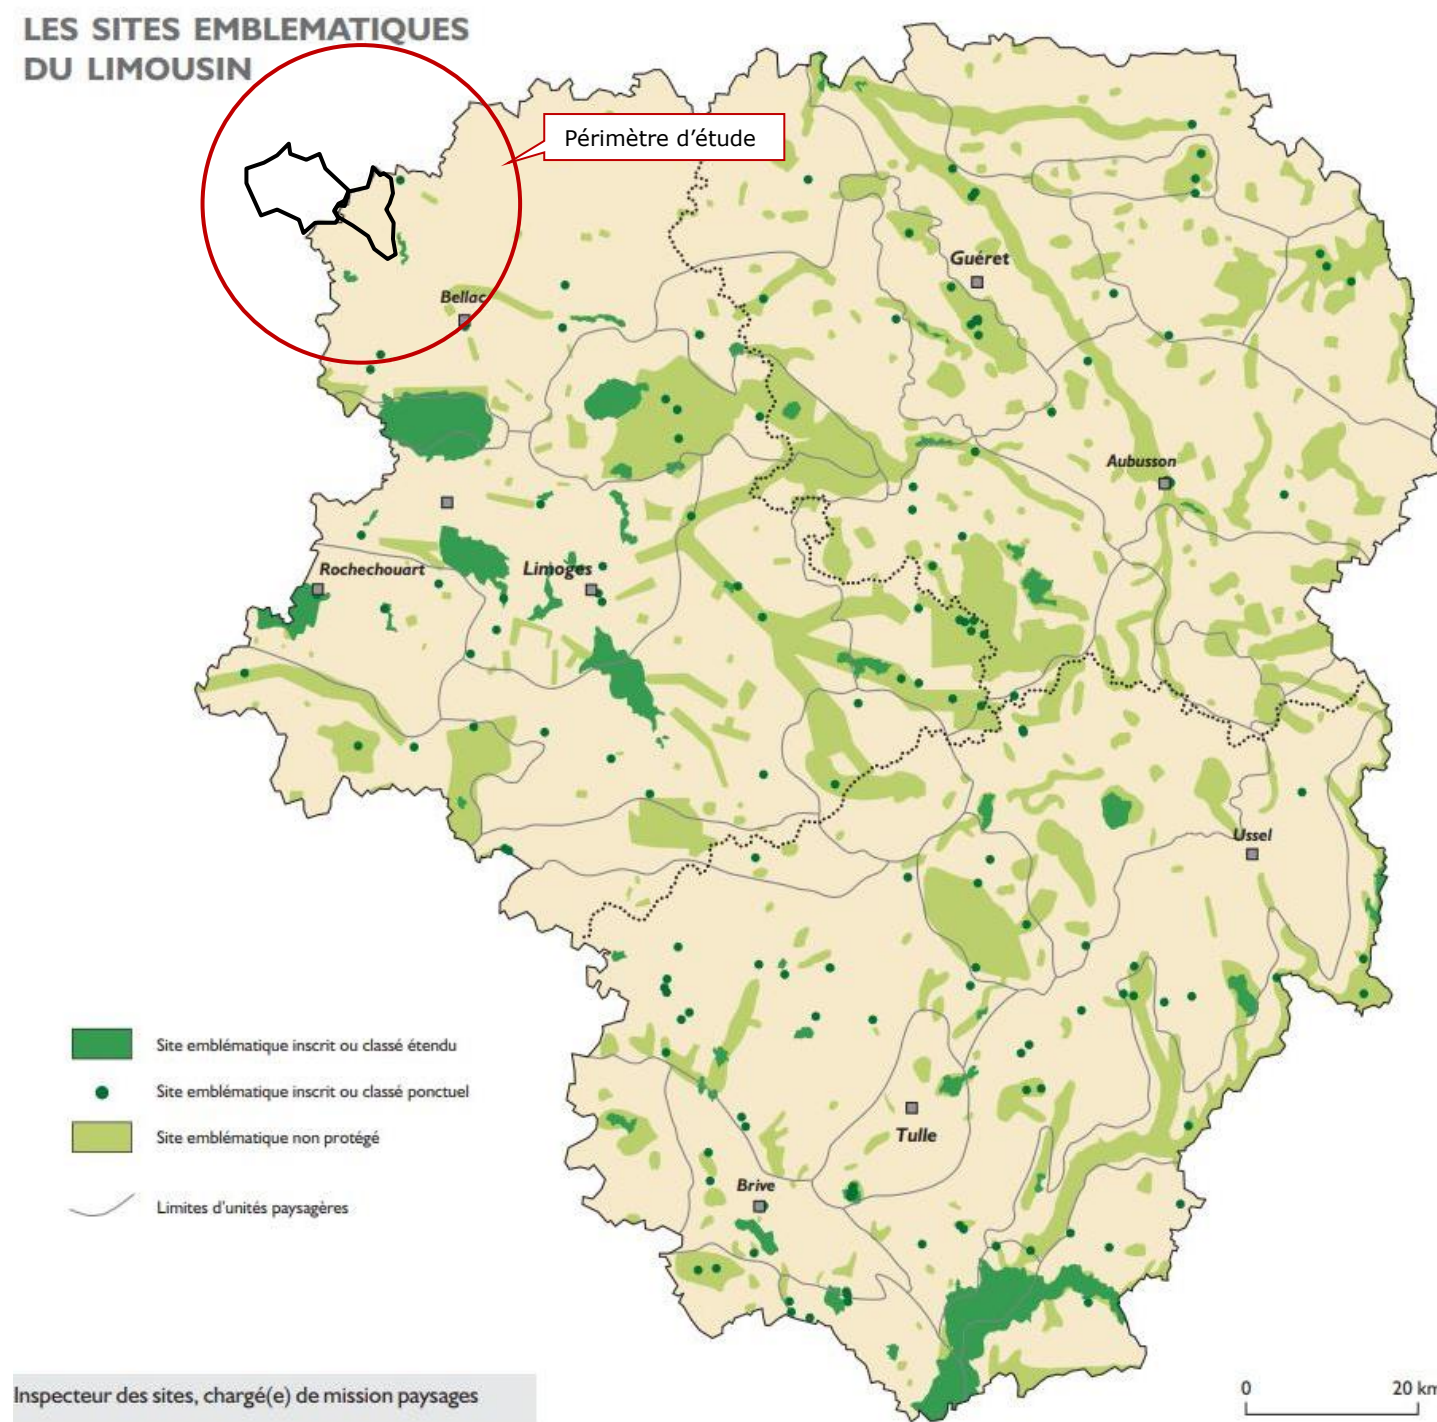 LES SITES EMBLEMATIQUES
DU LIMOUSIN
Périmètre d'étude
Guéret
Bellac
Aubusson
Rochechouart
Limoges
Ussel
Site emblématique inscrit ou classé étendu
Site emblématique inscrit ou classé ponctuel
Site emblématique non protégé
Limites d'unités paysagères
Tulle
Brive
Inspecteur des sites, chargé(e) de mission paysages
0 20 km